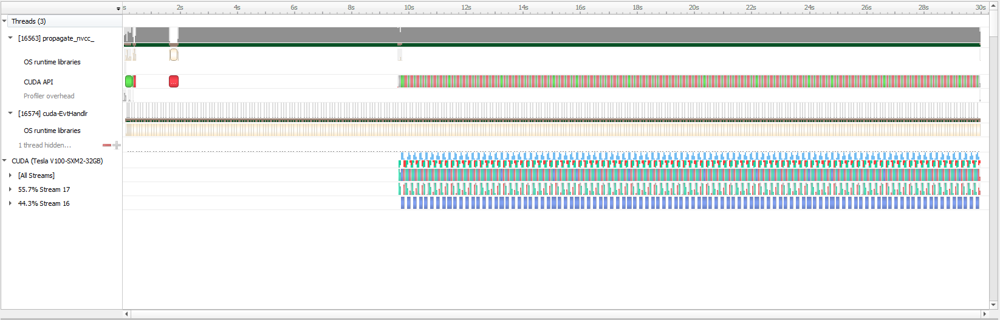 s 2s 4s 6s 8s 10s 12s 14s 16s 18s 20s 22s 24s 26s 28s 30s
Threads (3)
[16563] propagate_nvcc_
OS runtime libraries
CUDA API
...
Profiler overhead
[16574] cuda-EvtHandlr
OS runtime libraries
1 thread hidden...
CUDA (Tesla V100-SXM2-32GB)
[All Streams]
55.7% Stream 17
44.3% Stream 16